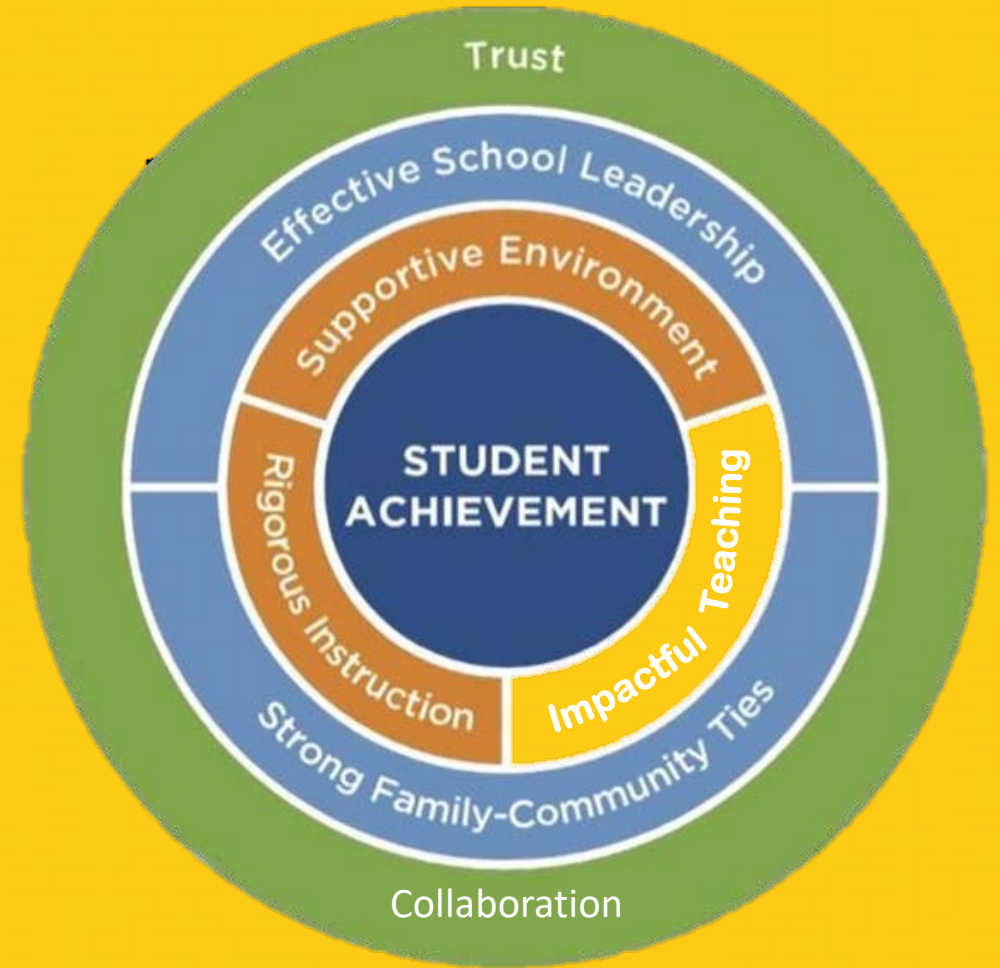 Trust
Effective School Leadership
Supportive Environment
STUDENT
ACHIEVEMENT
Rigorous Instruction
Impactful Teaching
Strong Family-Community Ties
Collaboration